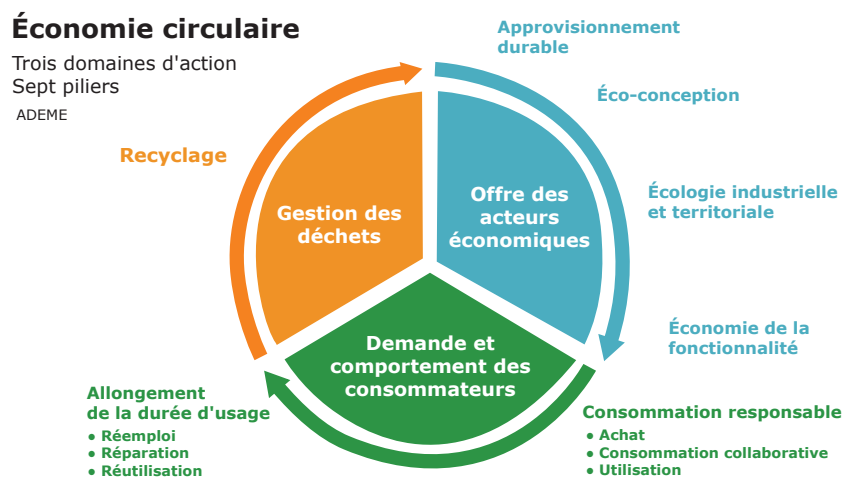 Économie circulaire
Trois domaines d'action
Sept piliers
ADEME
Approvisionnement
durable
Éco-conception
Écologie industrielle
et territoriale
Économie de la
fonctionnalité
Recyclage
Gestion des
déchets
Offre des
acteurs
économiques
Demande et
comportement des
consommateurs
Allongement
de la durée d'usage
• Réemploi
• Réparation
• Réutilisation
Consommation responsable
• Achat
• Consommation collaborative
• Utilisation